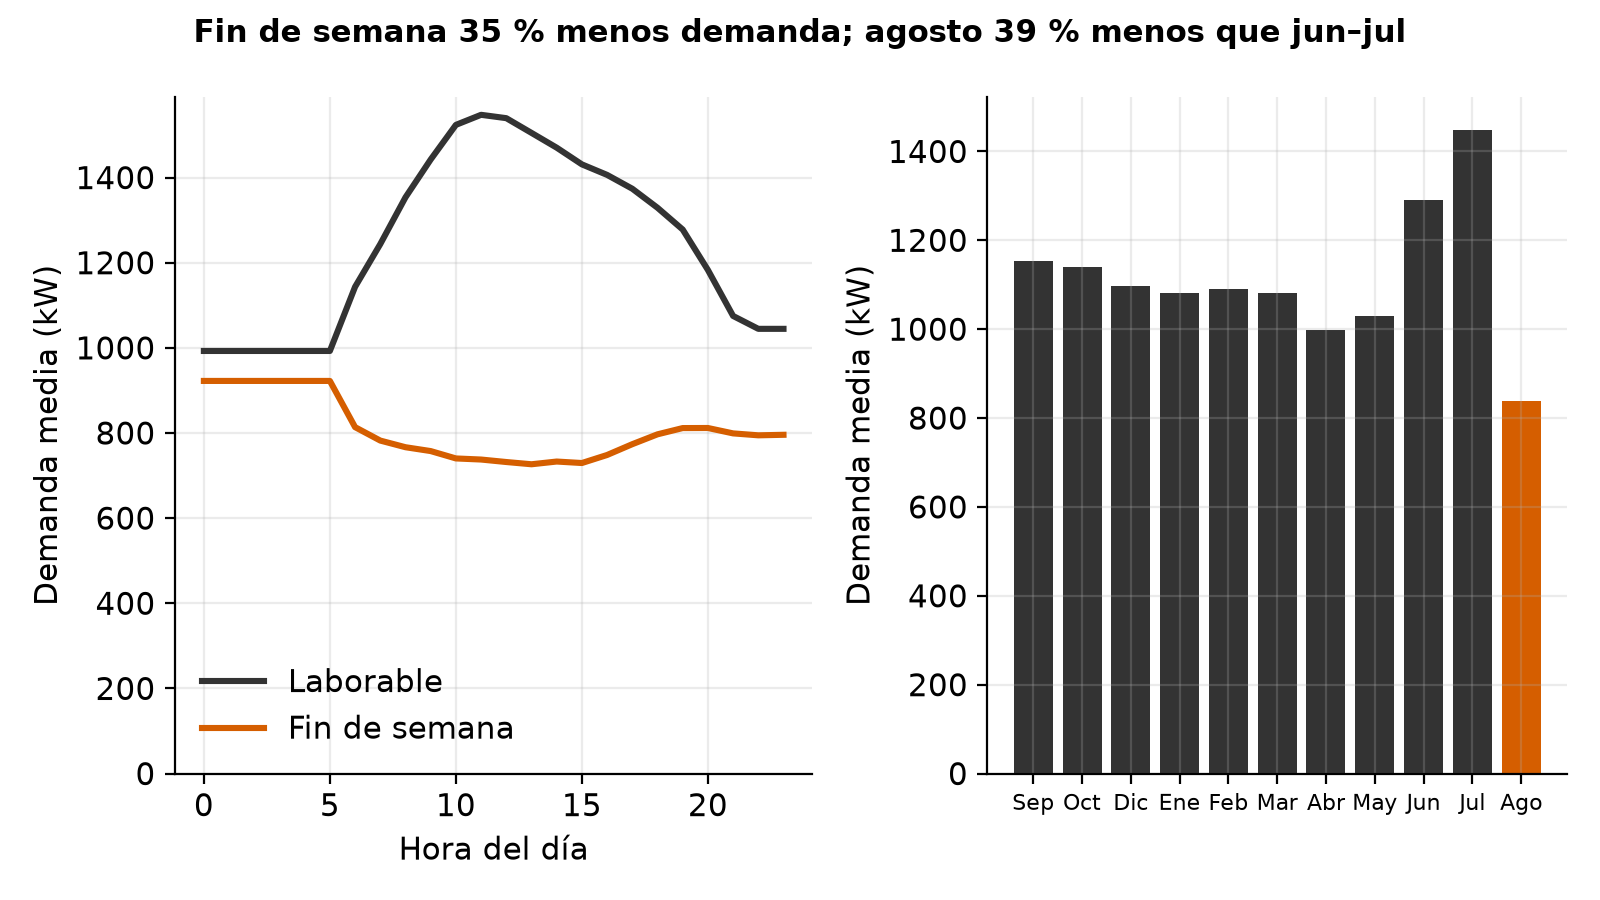 Fin de semana 35 % menos demanda; agosto 39 % menos que jun–jul
Demanda media (kW)
1400
1200
1000
800
600
400
200
0
Laborable
Fin de semana
0 5 10 15 20
Hora del día
Demanda media (kW)
1400
1200
1000
800
600
400
200
0
Sep Oct Dic Ene Feb Mar Abr May Jun Jul Ago